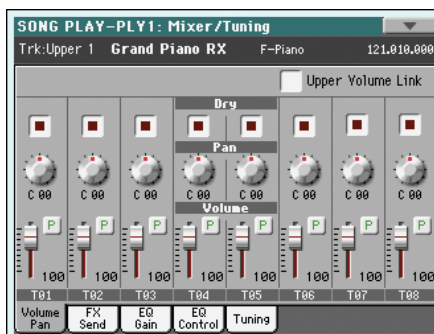 SONG PLAY-PLY1: Mixer/Tuning
Trk:Upper 1 Grand Piano RX F-Piano 121.010.000
Upper Volume Link
Dry
Pan
C 00 C 00 C 00 C 00 C 00 C 00 C 00 C 00
Volume
P P P P P P P P
100 100 100 100 100 100 100 100
T01 T02 T03 T04 T05 T06 T07 T08
Volume Pan FX Send EQ Gain EQ Control Tuning